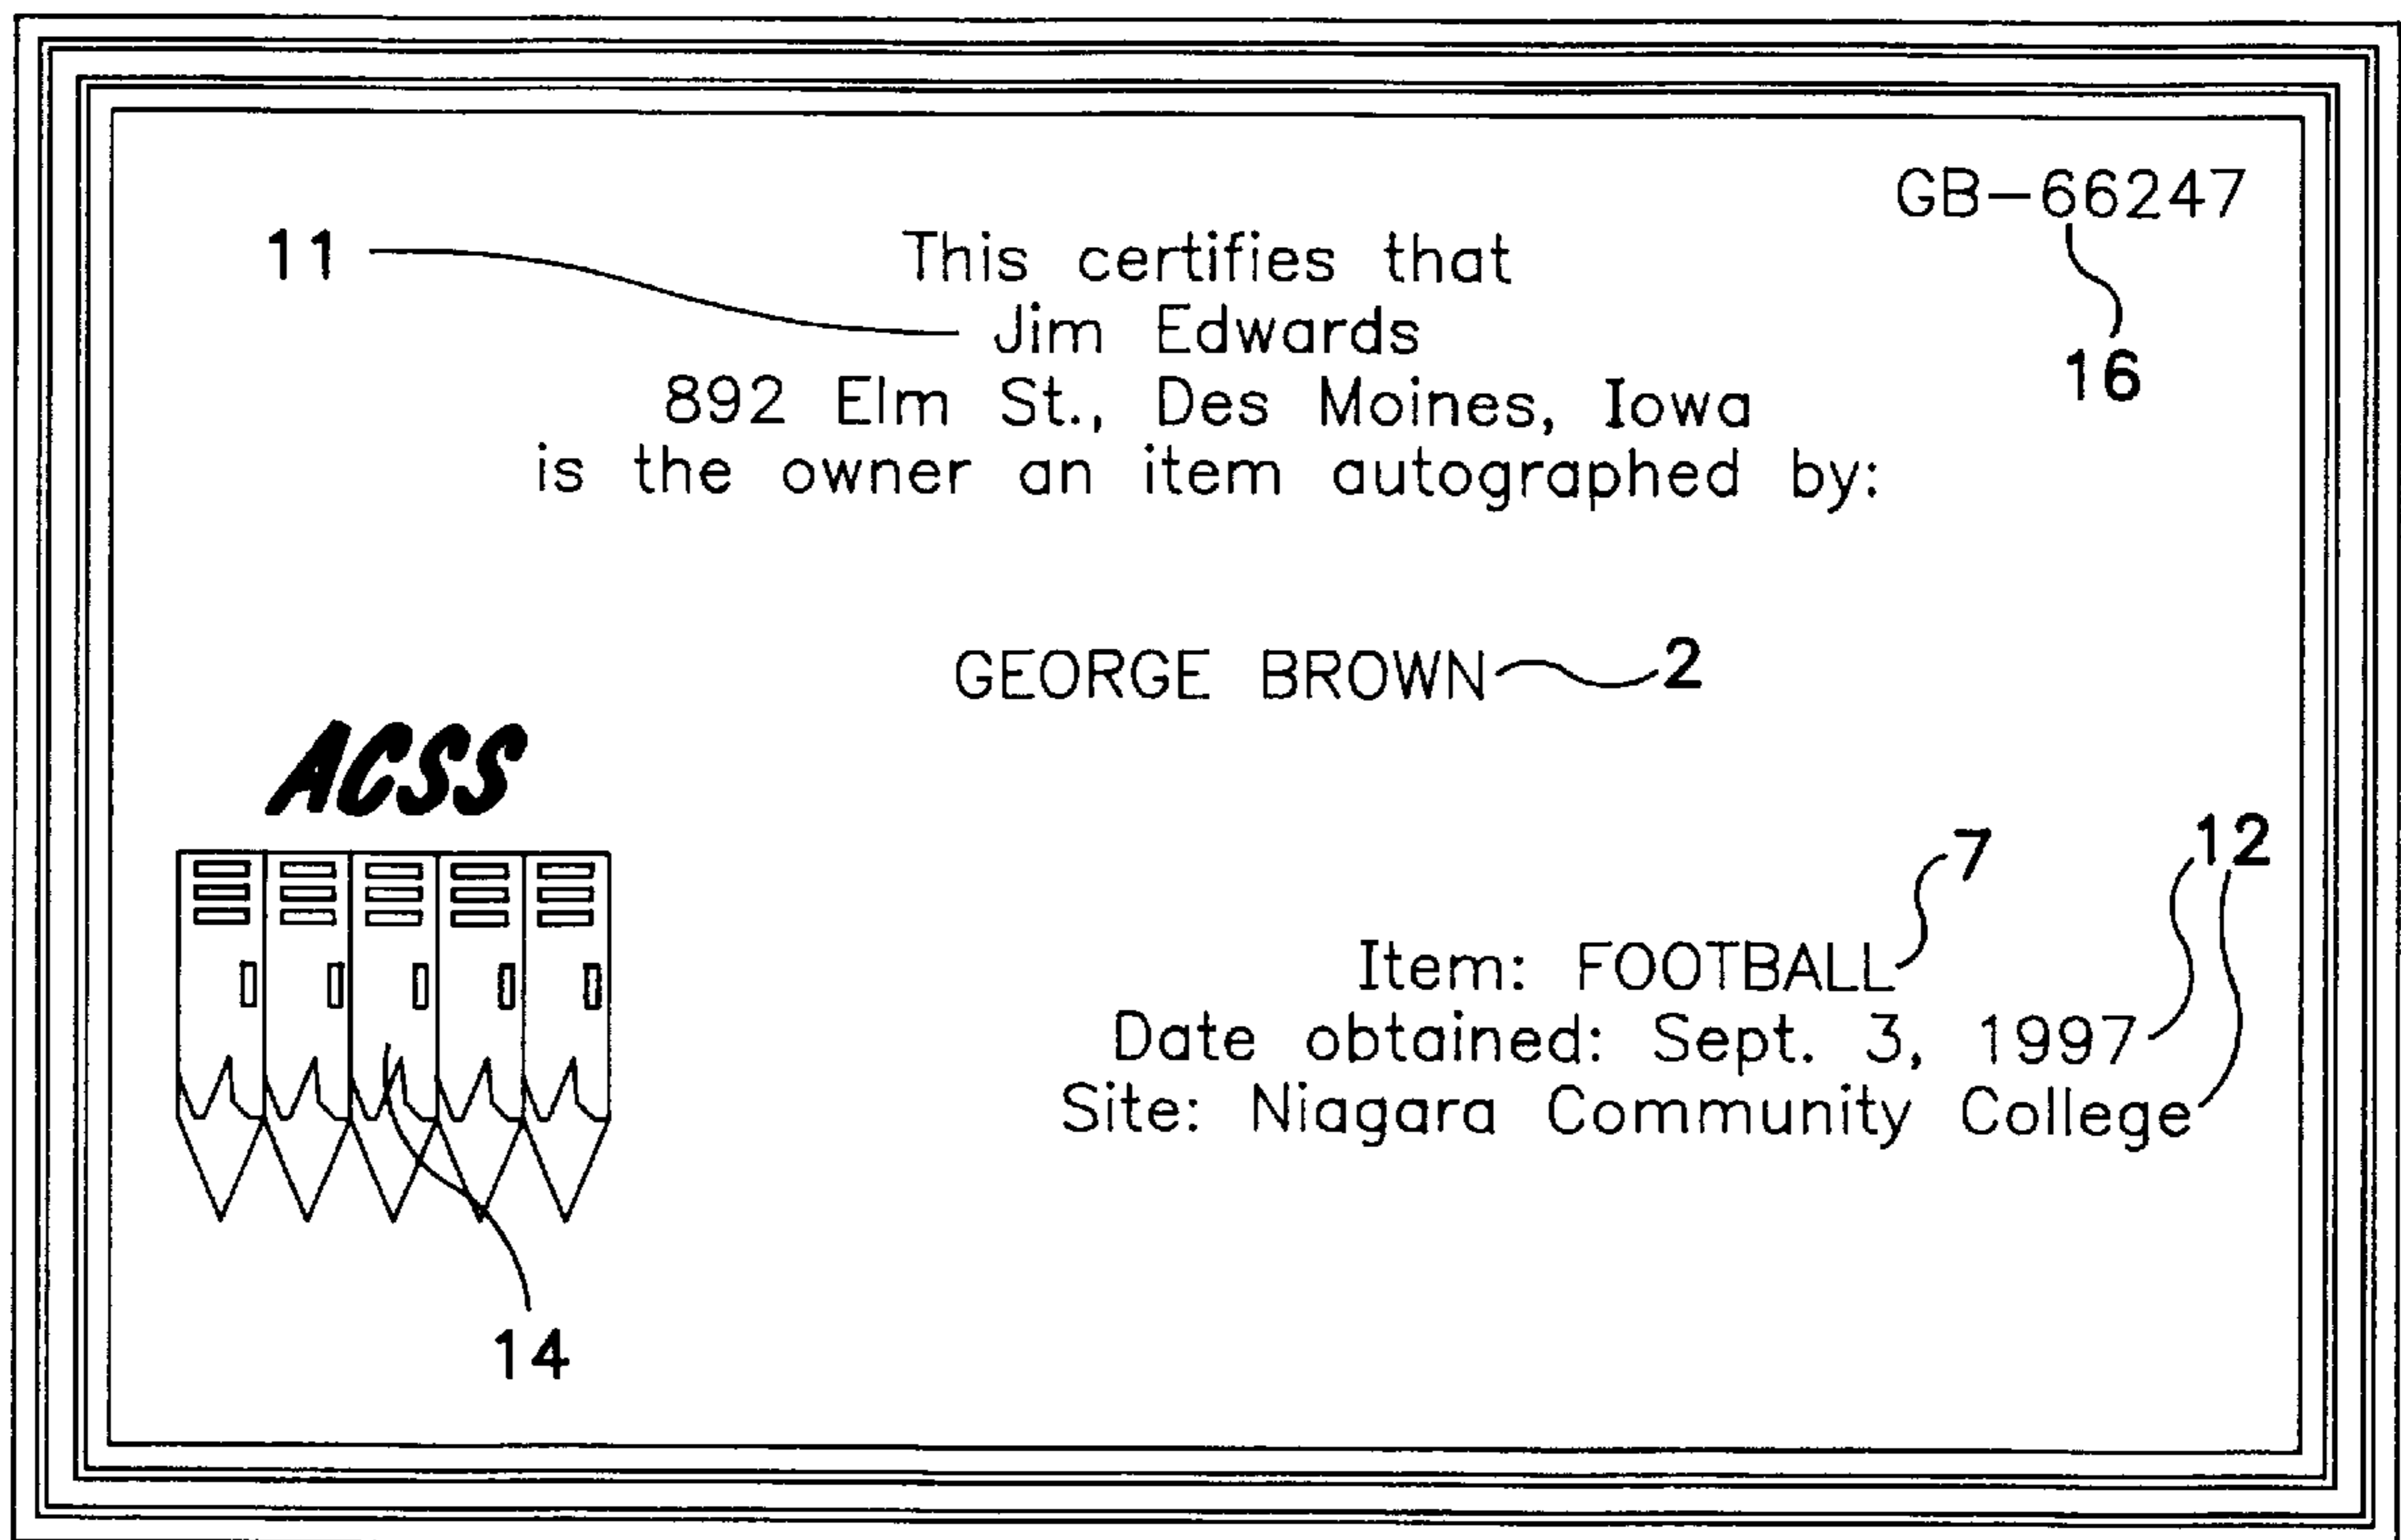 GB-66247
11
This certifies that
Jim Edwards
16
892 Elm St., Des Moines, Iowa
is the owner an item autographed by:
GEORGE BROWN
2
ACSS
7
12
Item: FOOTBALL
Date obtained: Sept. 3, 1997
Site: Niagara Community College
14